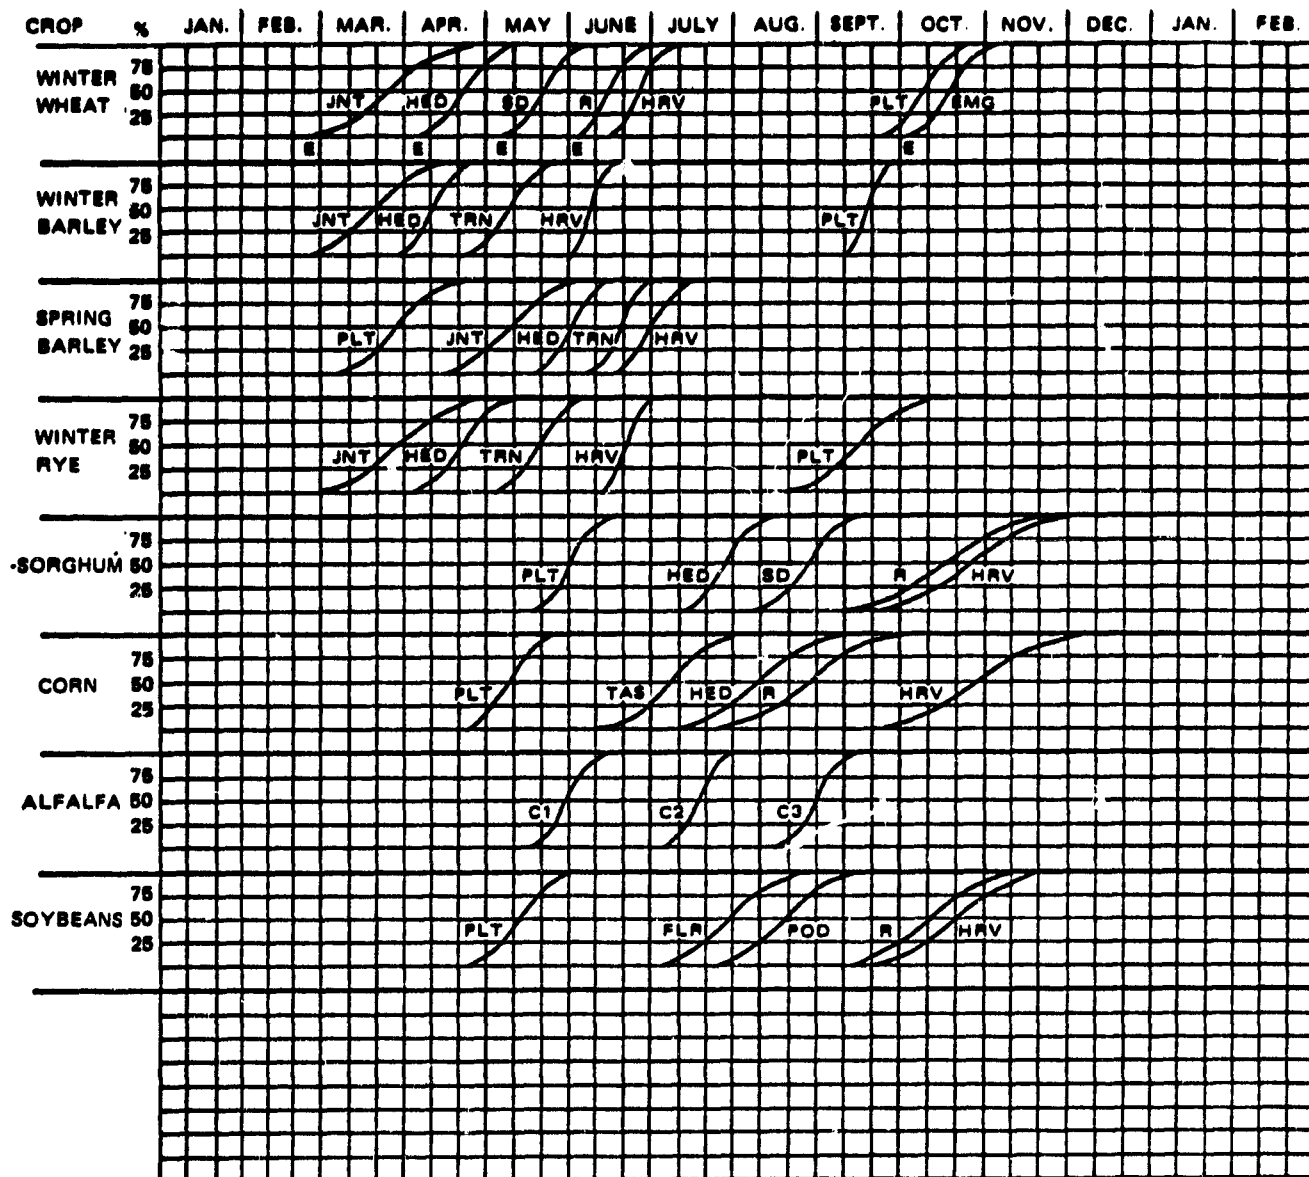 CROP % JAN. FEB. MAR. APR. MAY JUNE JULY AUG. SEPT. OCT. NOV. DEC. JAN. FEB.
75
WINTER 50 JNT HED SD R HRV PLT EMG
WHEAT 25
E E E E E
75
WINTER 50
BARLEY 25 JNT HED TRN HRV PLT
75
SPRING 50
BARLEY 25 PLT JNT HED TRN HRV
75
WINTER 50
RYE 25 JNT HED TRN HRV PLT
75
SORGHUM 50
25 PLT HED SD R HRV
75
CORN 50 PLT TAS HED R HRV
25
75
ALFALFA 50 C1 C2 C3
25
75
SOYBEANS 50 PLT FLR POD R HRV
25